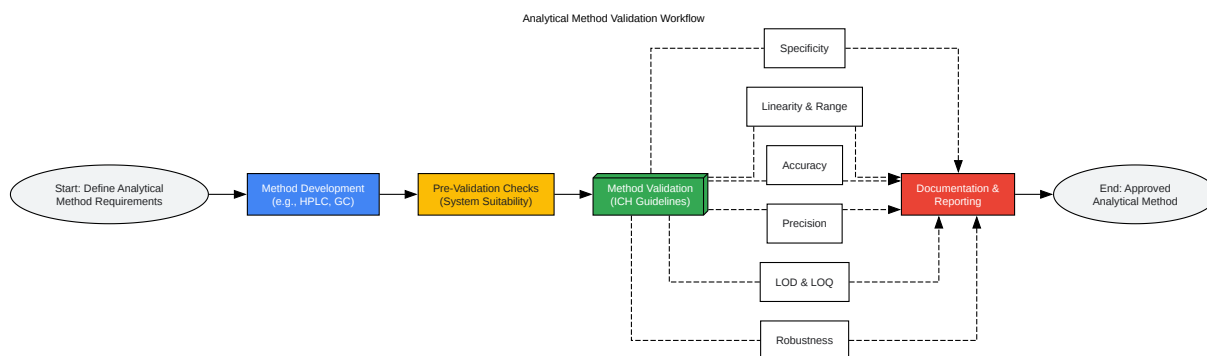 Analytical Method Validation Workflow
Start: Define Analytical
Method Requirements
Method Development
(e.g., HPLC, GC)
Pre-Validation Checks
(System Suitability)
Method Validation
(ICH Guidelines)
Specificity
Linearity & Range
Accuracy
Precision
LOD & LOQ
Robustness
Documentation &
Reporting
End: Approved
Analytical Method